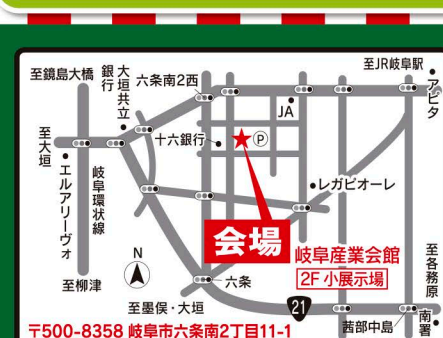 至鏡島大橋
大垣共立銀行
六条南2西
至JR岐阜駅
アピタ
JA
至大垣
エルアリーヴォ
岐阜環状線
十六銀行
P
レガピオーレ
会場
岐阜産業会館
2F 小展示場
N
至柳津
六条
至墨俣・大垣
21
至各務原
南署
茜部中島
〒500-8358 岐阜市六条南2丁目11-1